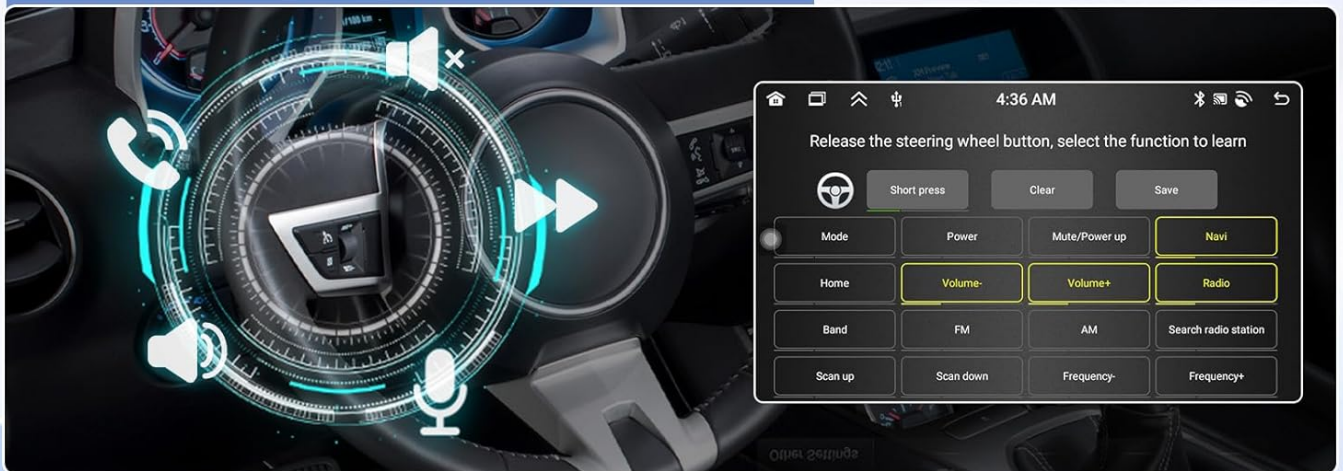 4:36 AM
Release the steering wheel button, select the function to learn
Short press
Clear
Save
Mode
Power
Mute/Power up
Navi
Home
Volume-
Volume+
Radio
Band
FM
AM
Search radio station
Scan up
Scan down
Frequency-
Frequency+
Other Settings